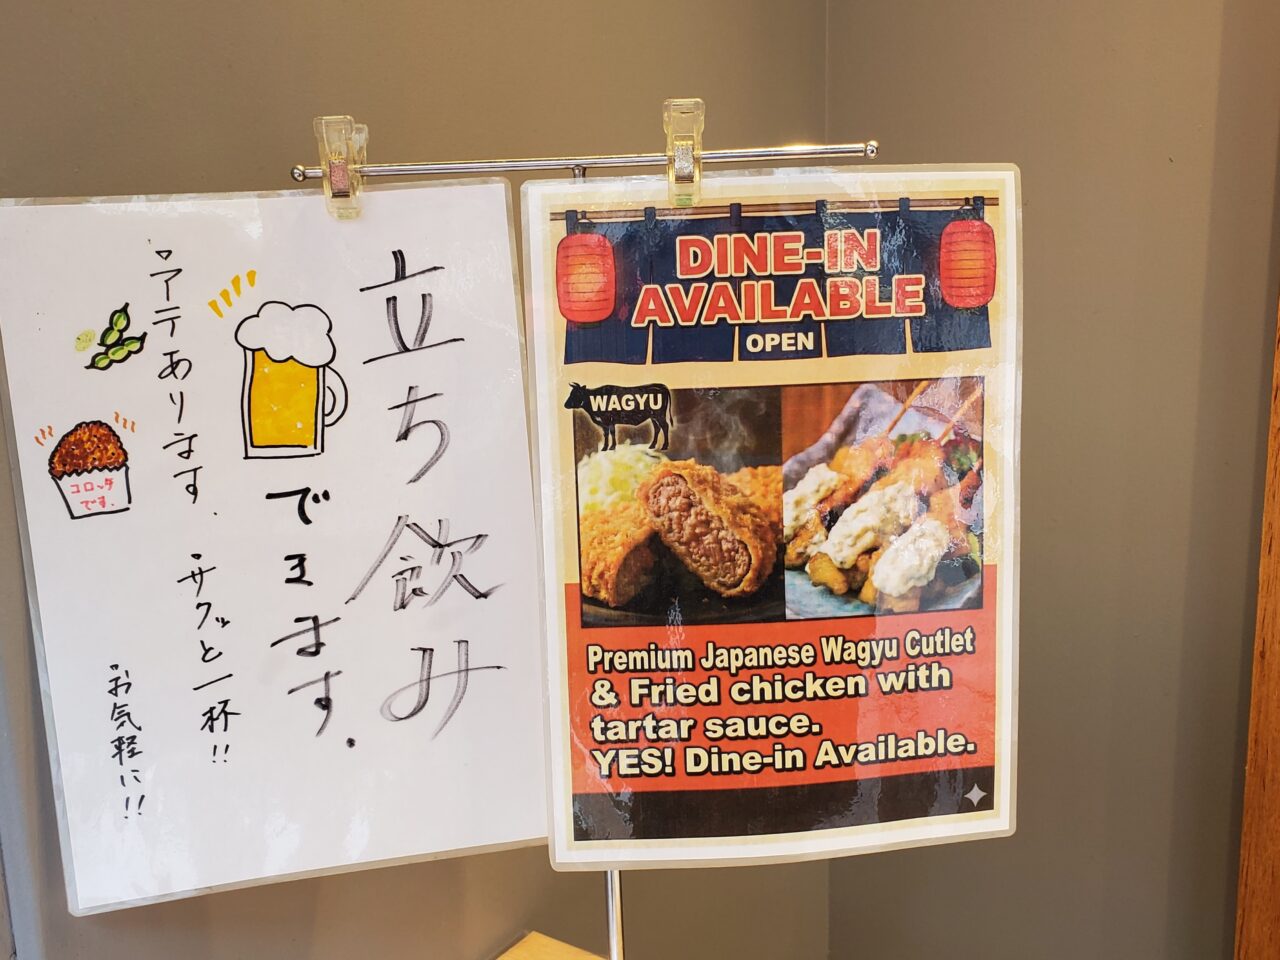 立ち飲み
できます。
・サクッと一杯!!
・アテあります。
・お気軽に!!
コロッケ
です。
DINE-IN
AVAILABLE
OPEN
WAGYU
Premium Japanese Wagyu Cutlet
& Fried chicken with
tartar sauce.
YES! Dine-in Available.